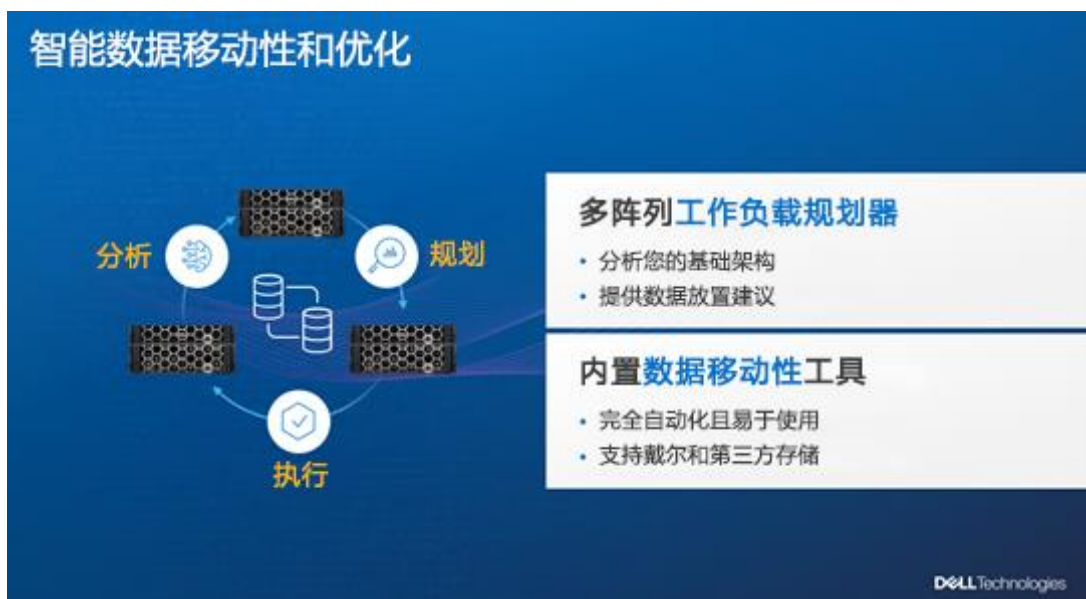 智能数据移动性和优化
分析
规划
执行
多阵列工作负载规划器
• 分析您的基础架构
• 提供数据放置建议
内置数据移动性工具
• 完全自动化且易于使用
• 支持戴尔和第三方存储
DELL Technologies